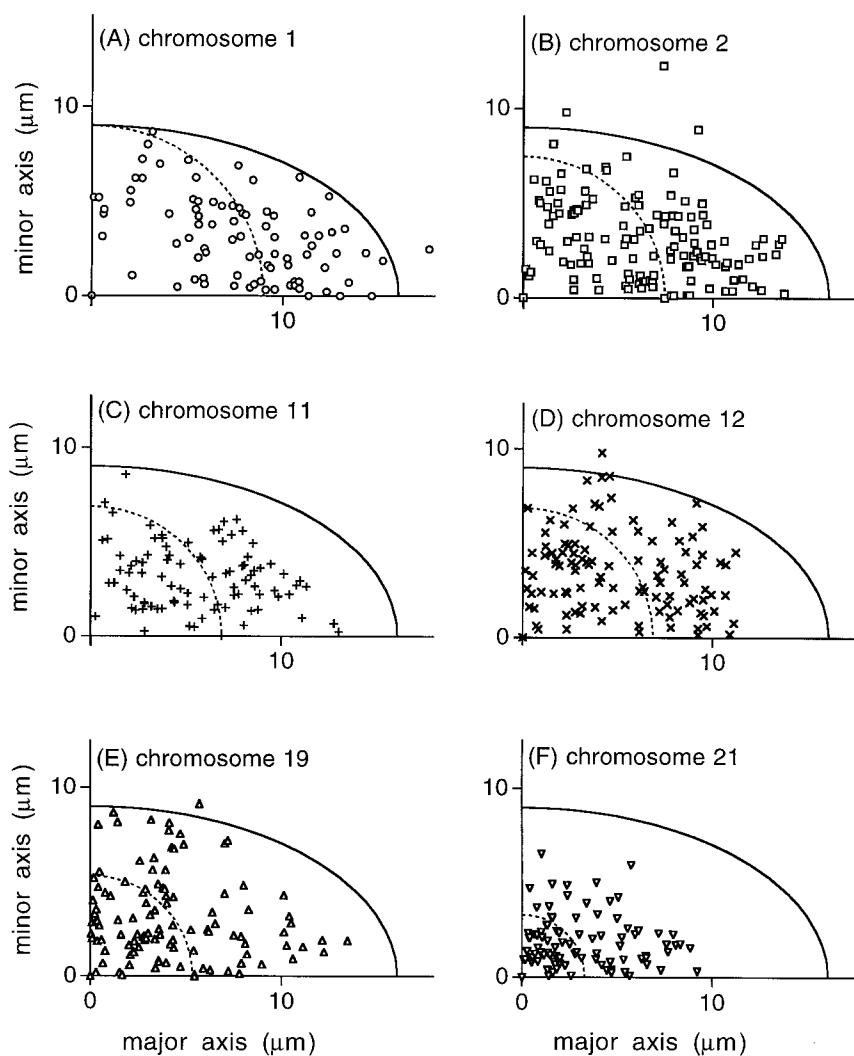 (A) chromosome 1
minor axis (μm)
10
0
10
(B) chromosome 2
10
0
10
(C) chromosome 11
minor axis (μm)
10
0
10
(D) chromosome 12
10
0
10
(E) chromosome 19
minor axis (μm)
10
0
0
10
major axis (μm)
(F) chromosome 21
10
0
0
10
major axis (μm)